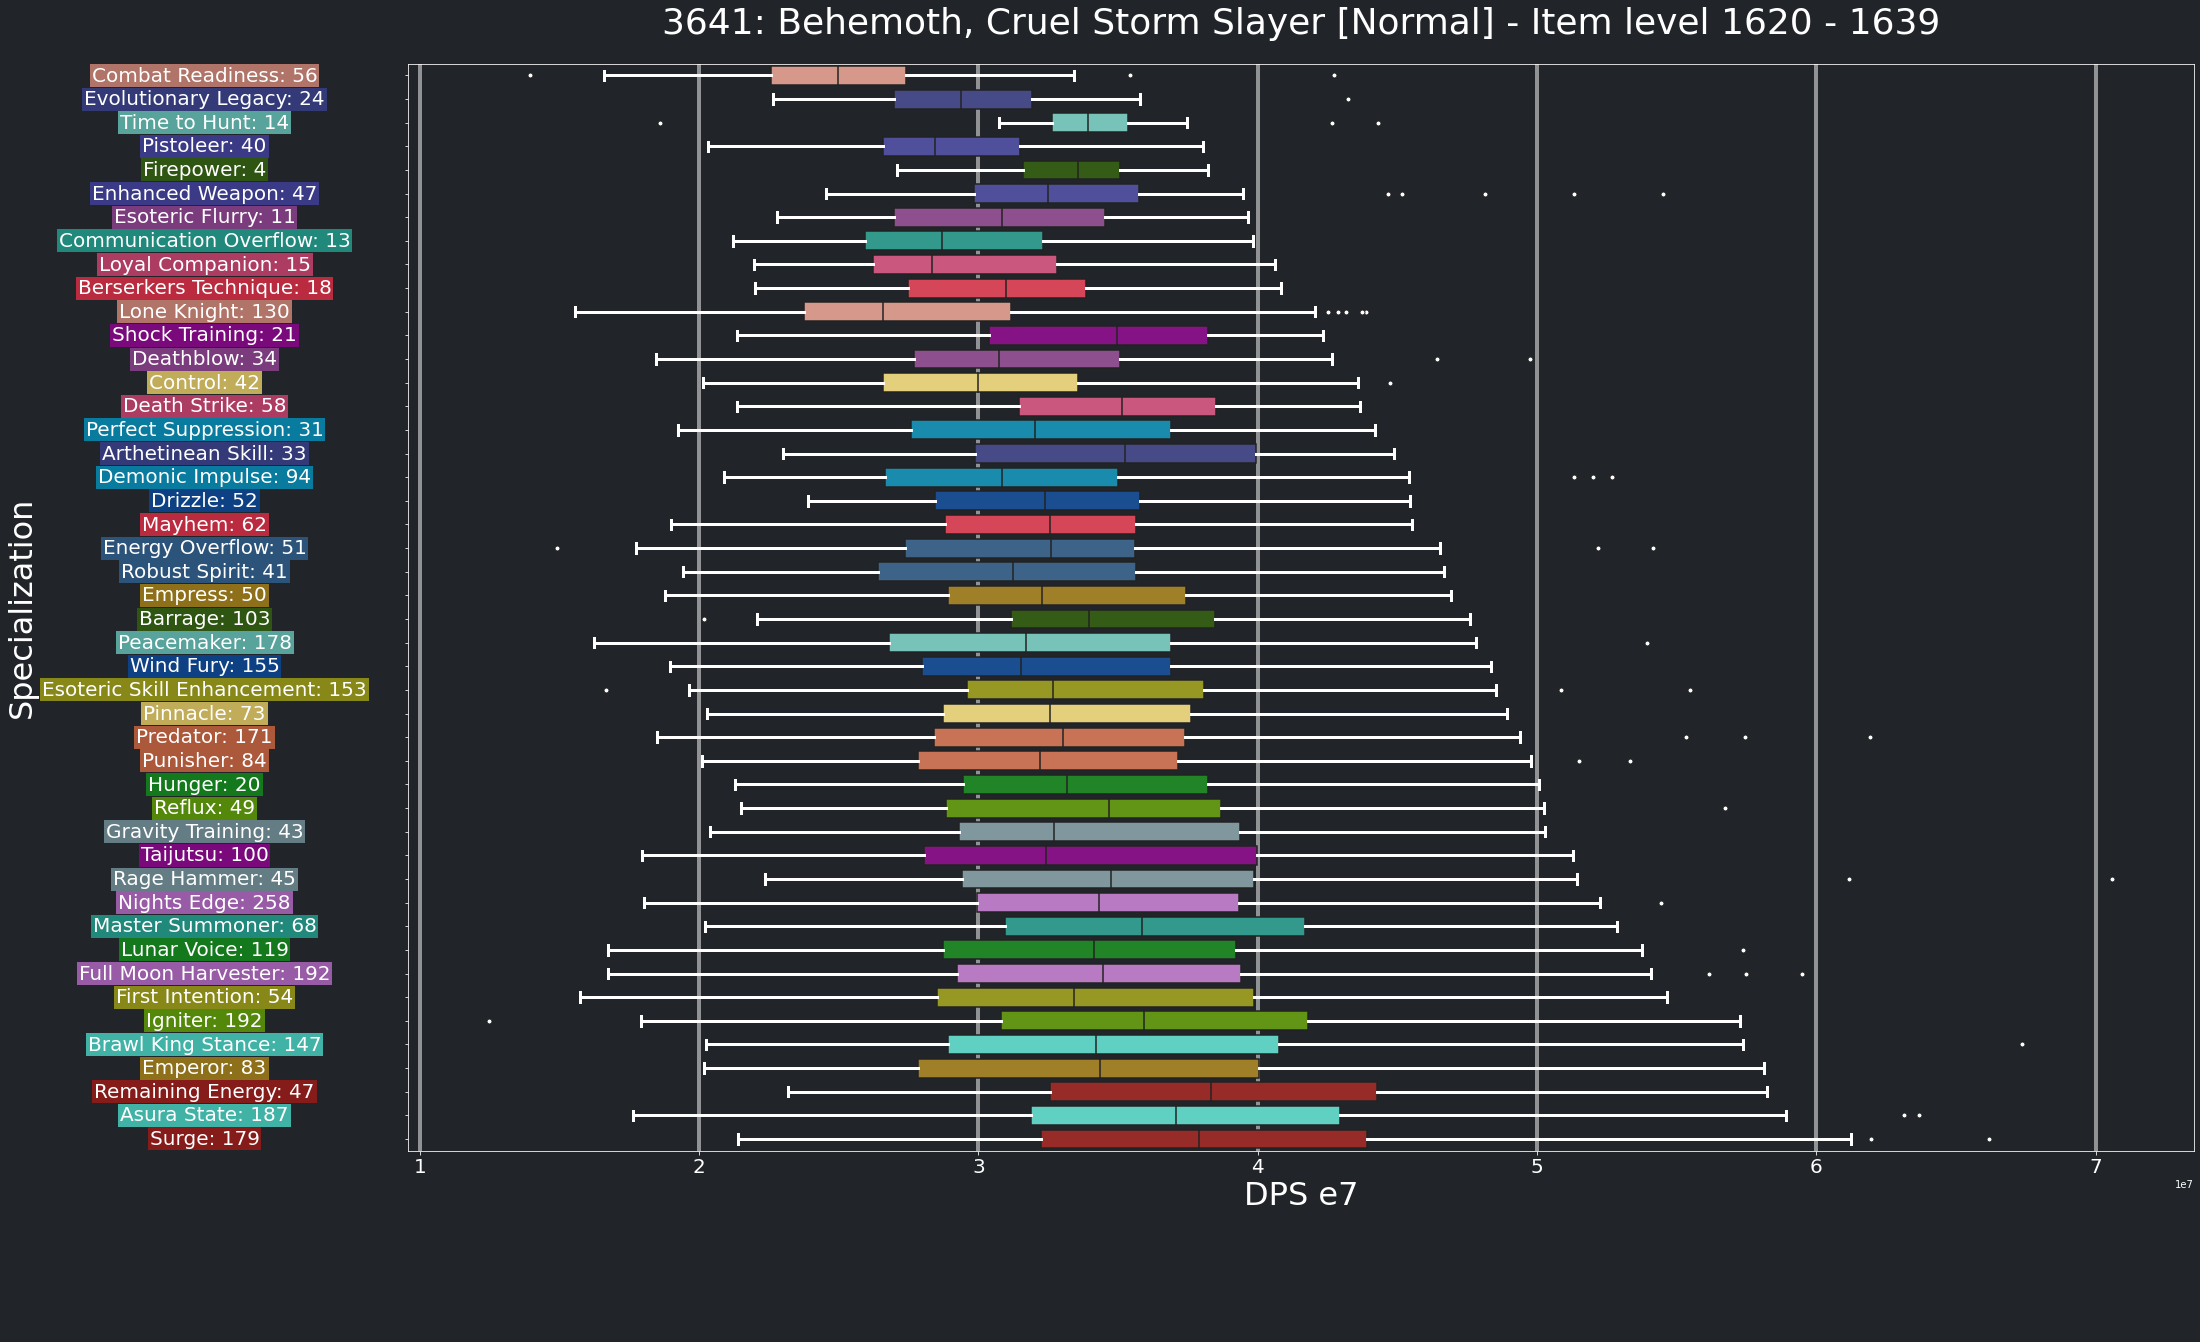 3641: Behemoth, Cruel Storm Slayer [Normal] - Item level 1620 - 1639
Specialization
Combat Readiness: 56
Evolutionary Legacy: 24
Time to Hunt: 14
Pistoleer: 40
Firepower: 4
Enhanced Weapon: 47
Esoteric Flurry: 11
Communication Overflow: 13
Loyal Companion: 15
Berserkers Technique: 18
Lone Knight: 130
Shock Training: 21
Deathblow: 34
Control: 42
Death Strike: 58
Perfect Suppression: 31
Arthetinean Skill: 33
Demonic Impulse: 94
Drizzle: 52
Mayhem: 62
Energy Overflow: 51
Robust Spirit: 41
Empress: 50
Barrage: 103
Peacemaker: 178
Wind Fury: 155
Esoteric Skill Enhancement: 153
Pinnacle: 73
Predator: 171
Punisher: 84
Hunger: 20
Reflux: 49
Gravity Training: 43
Taijutsu: 100
Rage Hammer: 45
Nights Edge: 258
Master Summoner: 68
Lunar Voice: 119
Full Moon Harvester: 192
First Intention: 54
Igniter: 192
Brawl King Stance: 147
Emperor: 83
Remaining Energy: 47
Asura State: 187
Surge: 179
1 2 3 4 5 6 7
1e7
DPS e7